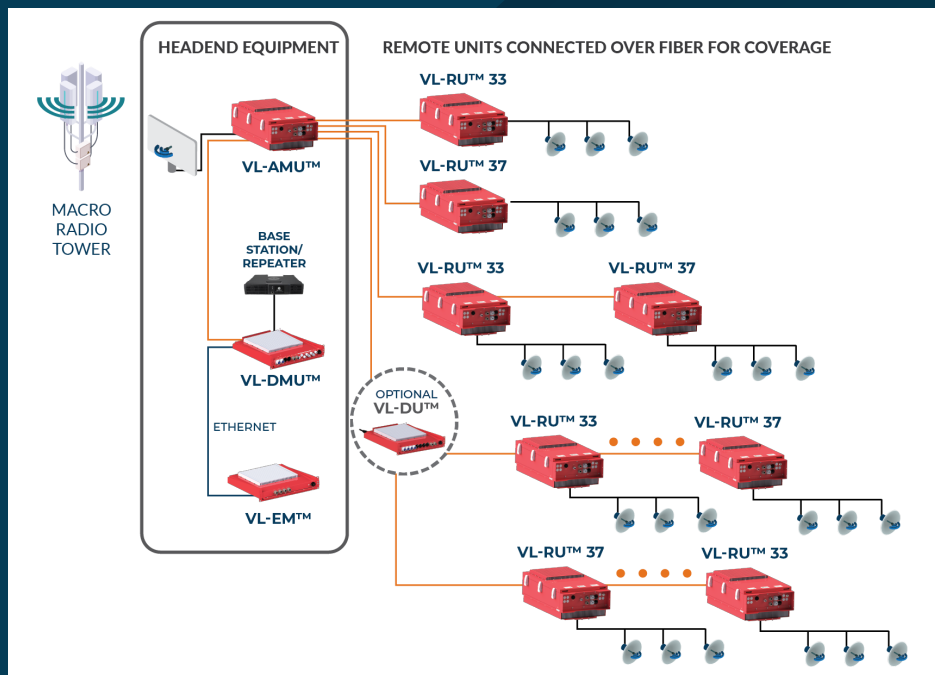 HEADEND EQUIPMENT
REMOTE UNITS CONNECTED OVER FIBER FOR COVERAGE
MACRO
RADIO
TOWER
VL-AMU™
BASE
STATION/
REPEATER
VL-DMU™
ETHERNET
VL-EM™
VL-RU™ 33
VL-RU™ 37
VL-RU™ 33
VL-RU™ 37
OPTIONAL
VL-DU™
VL-RU™ 33
VL-RU™ 37
VL-RU™ 37
VL-RU™ 33